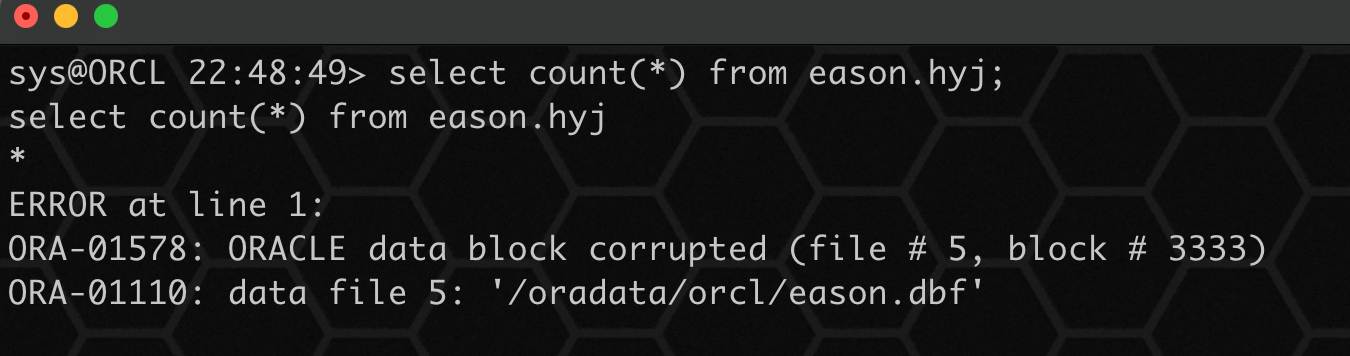 sys@ORCL 22:48:49> select count(*) from eason.hyj;
select count(*) from eason.hyj
*
ERROR at line 1:
ORA-01578: ORACLE data block corrupted (file # 5, block # 3333)
ORA-01110: data file 5: '/oradata/orcl/eason.dbf'